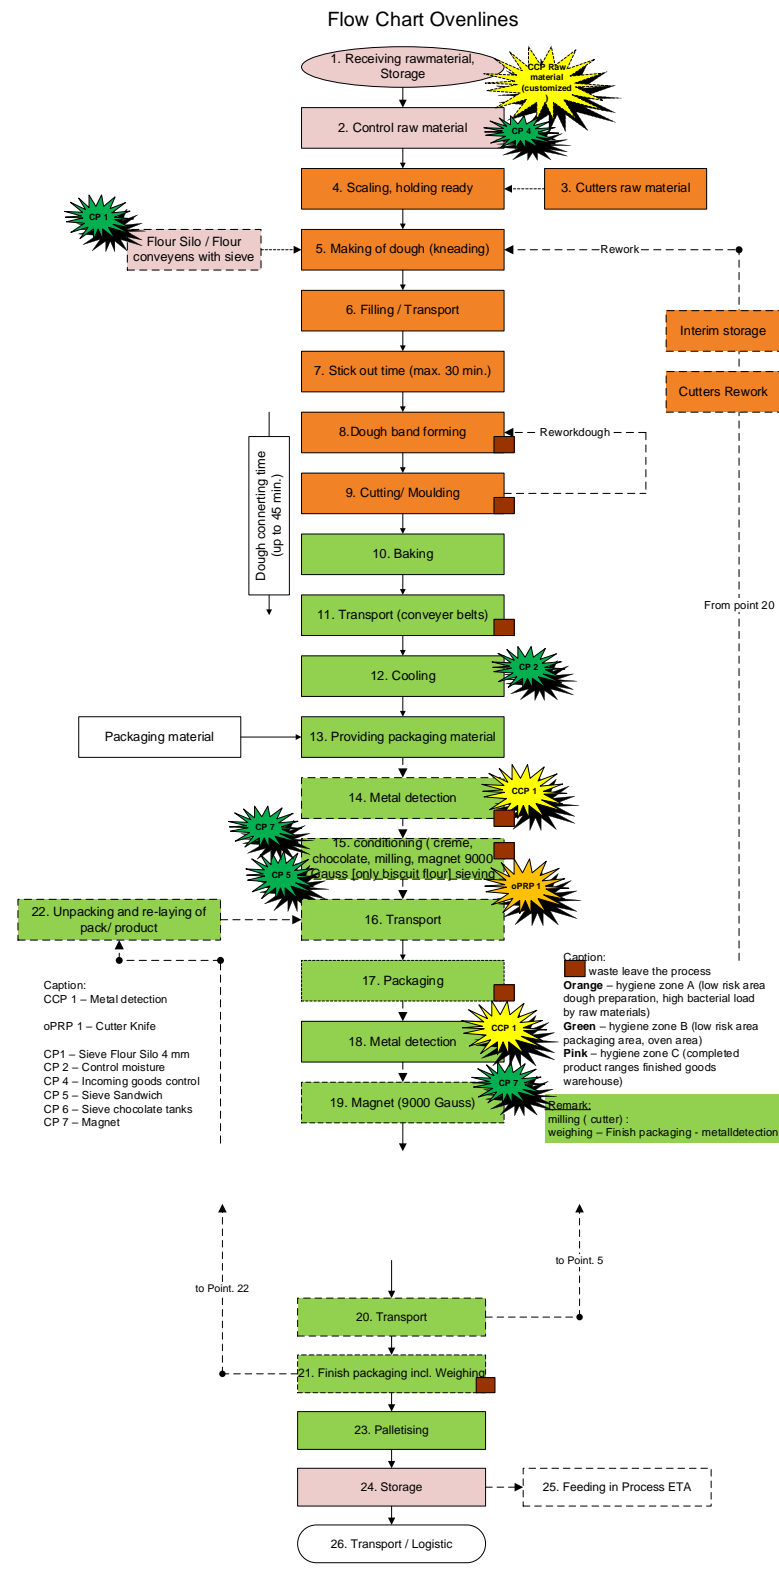 Flow Chart Ovenlines
1. Receiving rawmaterial,
Storage
CCP Raw
material
(customized
)
2. Control raw material
CP 4
4. Scaling, holding ready
3. Cutters raw material
CP 1
Flour Silo / Flour
conveyens with sieve
5. Making of dough (kneading)
Rework
6. Filling / Transport
Interim storage
7. Stick out time (max. 30 min.)
Cutters Rework
8.Dough band forming
Reworkdough
Dough connerting time
(up to 45 min.)
9. Cutting/ Moulding
10. Baking
11. Transport (conveyer belts)
From point 20
12. Cooling
CP 2
Packaging material
13. Providing packaging material
14. Metal detection
CCP 1
CP 7
15. conditioning ( creme,
chocolate, milling, magnet 9000
Gauss [only biscuit flour] sieving
CP 5
oPRP 1
22. Unpacking and re-laying of
pack/ product
16. Transport
17. Packaging
18. Metal detection
CCP 1
19. Magnet (9000 Gauss)
CP 7
Caption:
CCP 1 – Metal detection
oPRP 1 – Cutter Knife
CP1 – Sieve Flour Silo 4 mm
CP 2 – Control moisture
CP 4 – Incoming goods control
CP 5 – Sieve Sandwich
CP 6 – Sieve chocolate tanks
CP 7 – Magnet
Caption:
waste leave the process
Orange – hygiene zone A (low risk area
dough preparation, high bacterial load
by raw materials)
Green – hygiene zone B (low risk area
packaging area, oven area)
Pink – hygiene zone C (completed
product ranges finished goods
warehouse)
Remark:
milling ( cutter) :
weighing – Finish packaging - metalldetection
to Point. 22
to Point. 5
20. Transport
21. Finish packaging incl. Weighing
23. Palletising
24. Storage
25. Feeding in Process ETA
26. Transport / Logistic